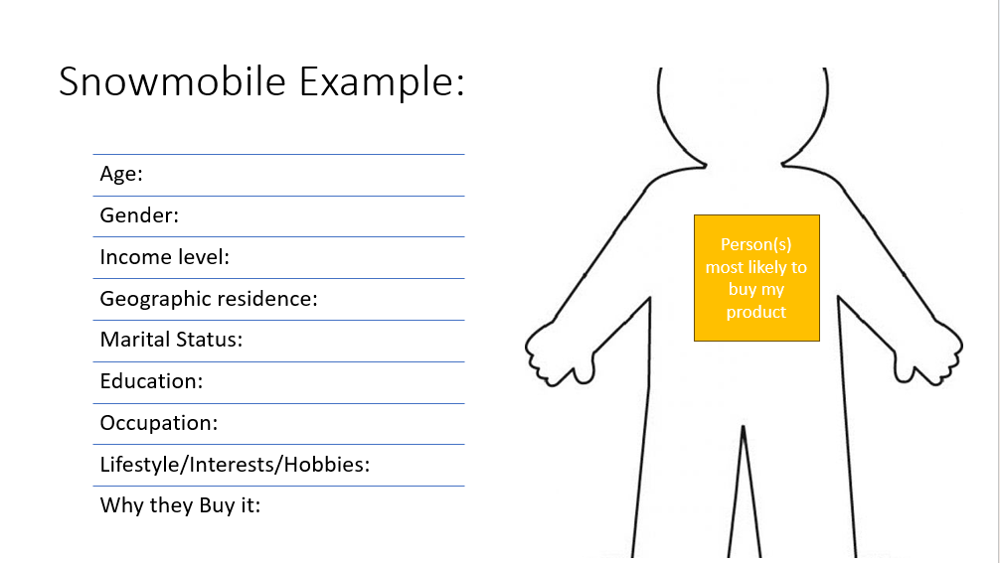 Snowmobile Example:
Age:
Gender:
Income level:
Geographic residence:
Marital Status:
Education:
Occupation:
Lifestyle/Interests/Hobbies:
Why they Buy it:
Person(s)
most likely to
buy my
product